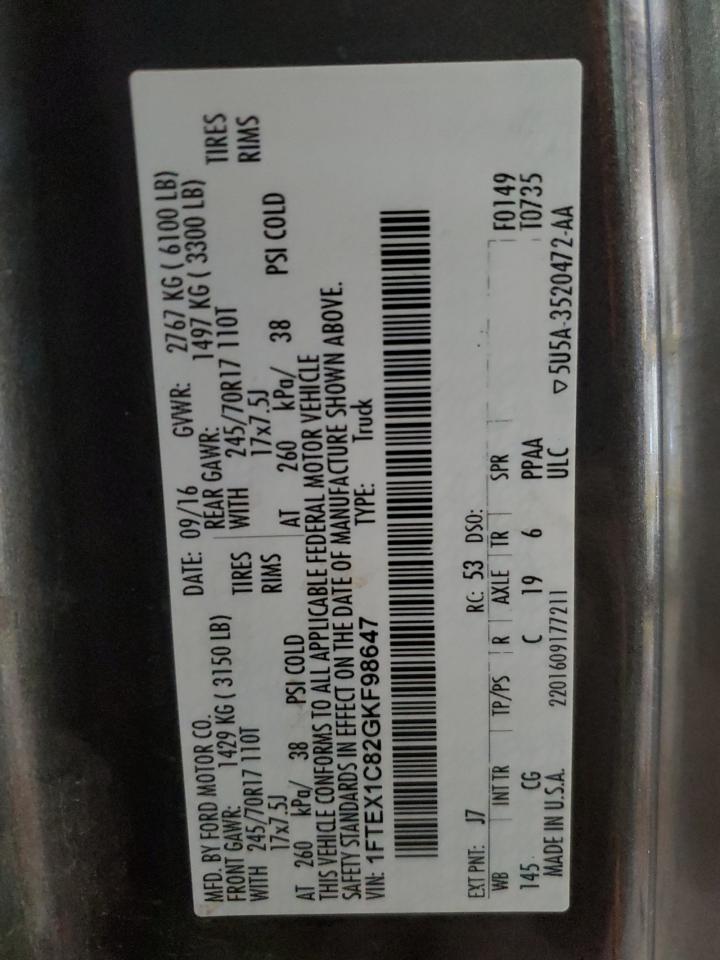 MFD. BY FORD MOTOR CO. DATE: 09/16 GVWR: 2767 KG ( 6100 LB)
FRONT GAWR: 1429 KG ( 3150 LB) REAR GAWR: 1497 KG ( 3300 LB)
WITH 245/70R17 110T TIRES WITH 245/70R17 110T TIRES
17x7.5J RIMS 17x7.5J RIMS
AT 260 kPa/ 38 PSI COLD AT 260 kPa/ 38 PSI COLD
THIS VEHICLE CONFORMS TO ALL APPLICABLE FEDERAL MOTOR VEHICLE
SAFETY STANDARDS IN EFFECT ON THE DATE OF MANUFACTURE SHOWN ABOVE.
VIN: 1FTEX1C82GKF98647 TYPE: Truck
EXT PNT: J7 RC: 53 DSO:
WB INT TR TP/PS R AXLE TR SPR F0149
145 CG C 19 6 PPAA T0735
MADE IN U.S.A. 2201609177211 ULC ▽5U5A-3520472-AA